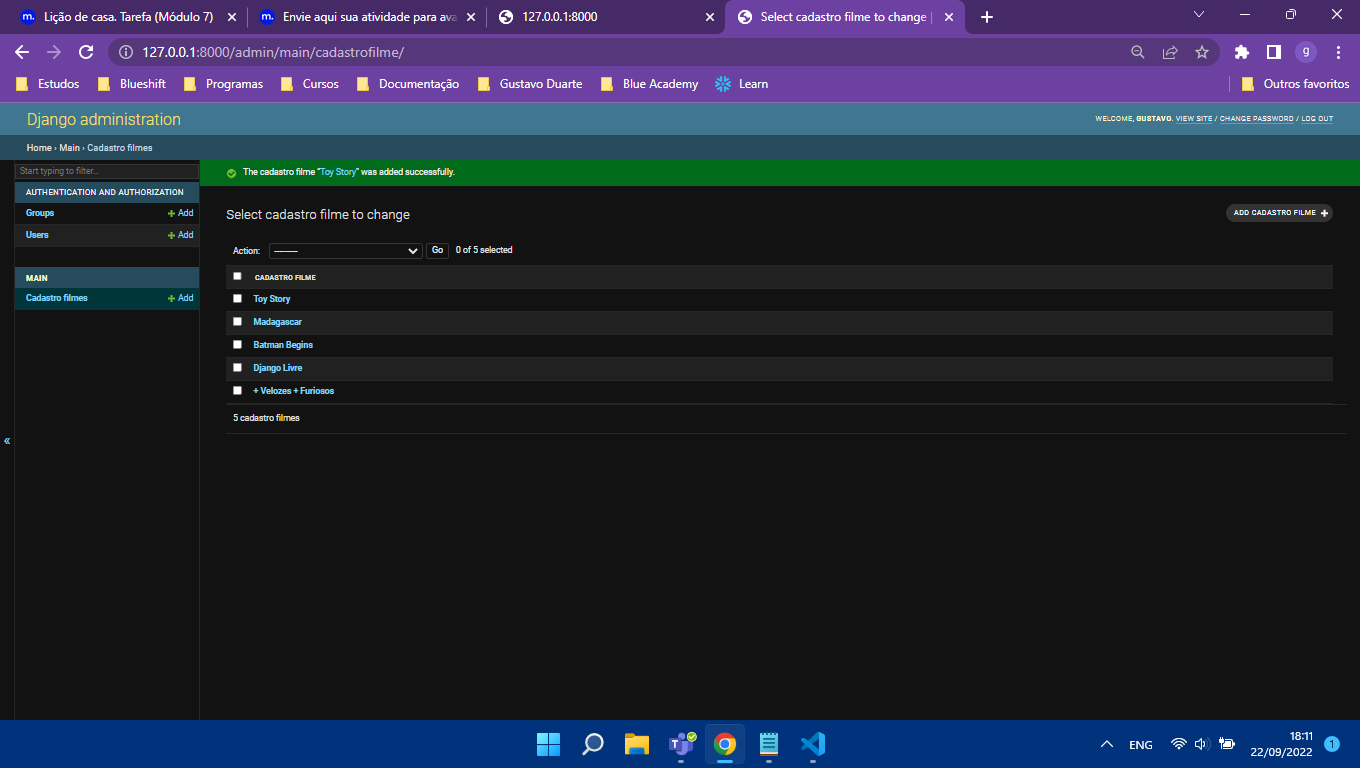 m. Lição de casa. Tarefa (Módulo 7)
m. Envie aqui sua atividade para ava
127.0.0.1:8000
Select cadastro filme to change |
127.0.0.1:8000/admin/main/cadastrofilme/
g
Estudos
Blueshift
Programas
Cursos
Documentação
Gustavo Duarte
Blue Academy
Learn
Outros favoritos
Django administration
WELCOME, GUSTAVO. VIEW SITE / CHANGE PASSWORD / LOG OUT
Home › Main › Cadastro filmes
Start typing to filter...
AUTHENTICATION AND AUTHORIZATION
Groups + Add
Users + Add
MAIN
Cadastro filmes + Add
«
The cadastro filme “Toy Story” was added successfully.
Select cadastro filme to change
ADD CADASTRO FILME +
Action: --------- Go 0 of 5 selected
CADASTRO FILME
Toy Story
Madagascar
Batman Begins
Django Livre
+ Velozes + Furiosos
5 cadastro filmes
T
ENG
18:11
22/09/2022
1